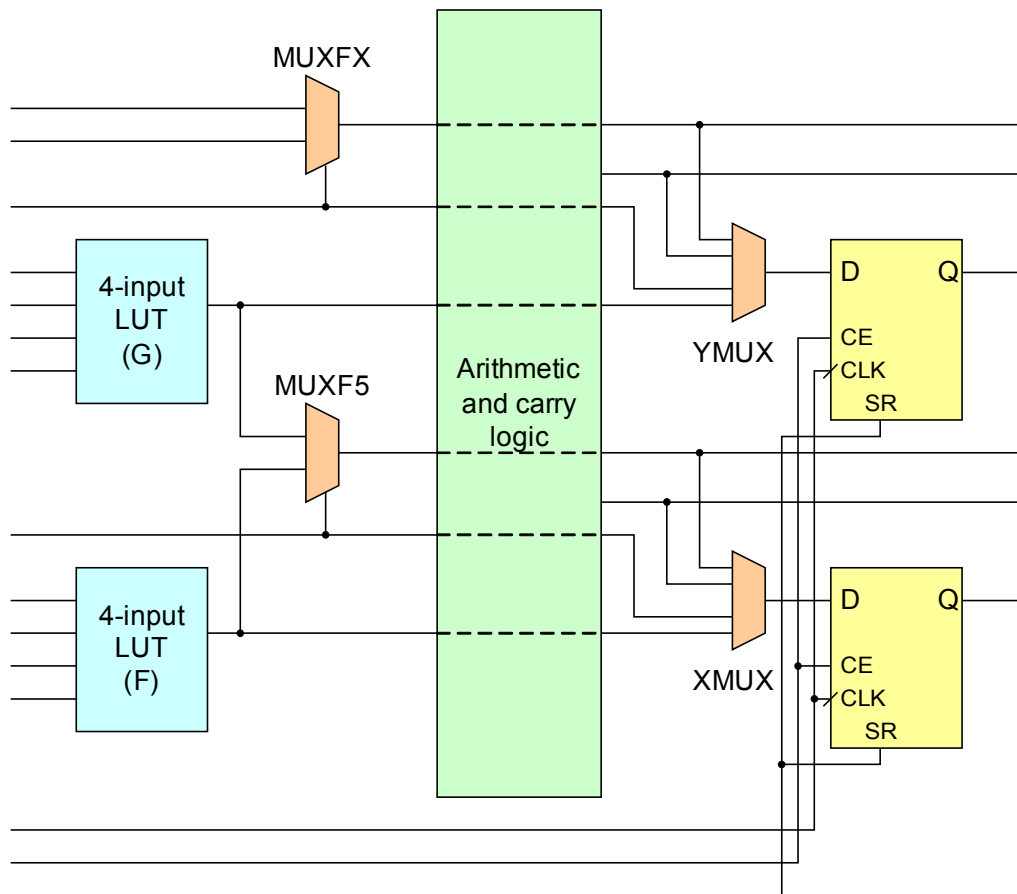 MUXFX
4-input
LUT
(G)
MUXF5
4-input
LUT
(F)
Arithmetic
and carry
logic
YMUX
XMUX
D Q
CE
CLK
SR
D Q
CE
CLK
SR